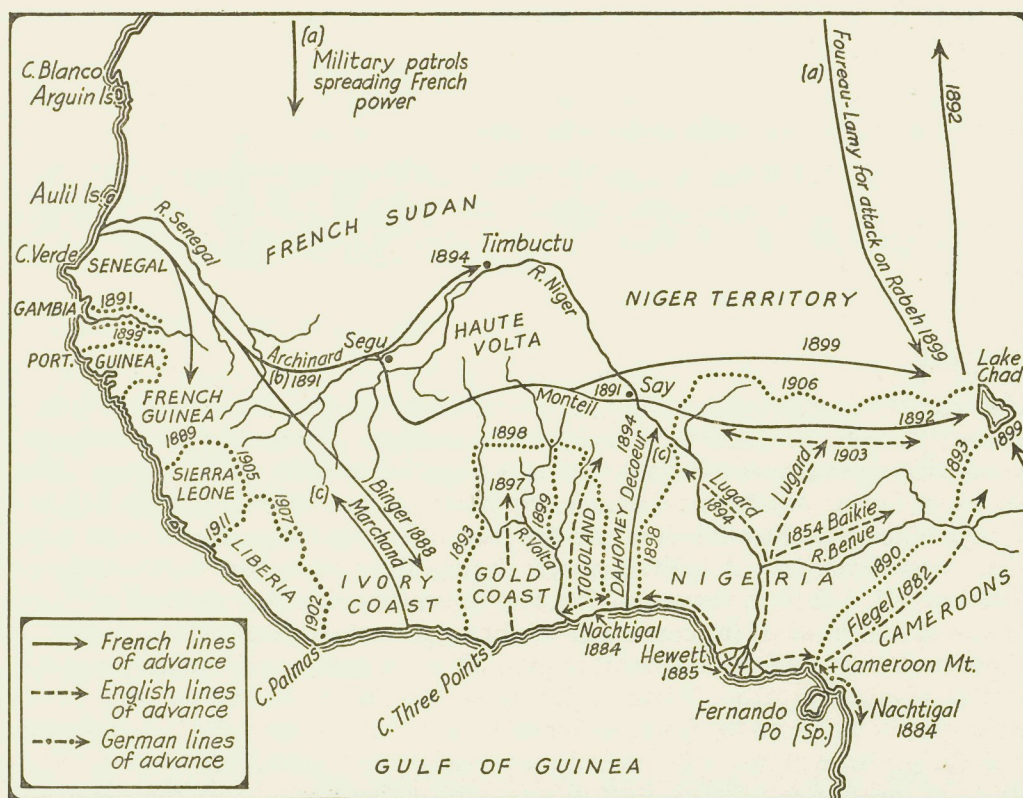 (a)
Military patrols
spreading French
power
C. Blanco
Arguin Is.
Aulil Is.
C. Verde
(a)
Foureau-Lamy for attack on Rabeh 1899
1892
R. Senegal
FRENCH SUDAN
SENEGAL
1894
Timbuctu
R. Niger
NIGER TERRITORY
GAMBIA
1891
1899
PORT.
GUINEA
Archinard
(b) 1891
Segu
HAUTE
VOLTA
1899
Lake
Chad
1899
FRENCH
GUINEA
1891
Say
Monteil
1906
1892
1903
1893
1889
SIERRA
LEONE
1905
1907
1911
LIBERIA
1902
(c)
Marchand
Binger 1888
IVORY
COAST
1893
1898
1897
R. Volta
1899
GOLD
COAST
TOGOLAND
DAHOMEY
Decoeur
1894
(c)
1898
Lugard
1894
Lugard
1854 Baikie
R. Benue
NIGERIA
1890
Flegel 1882
CAMEROONS
Nachtigal
1884
Hewett
1885
Cameroon Mt.
Fernando
Po (Sp.)
Nachtigal
1884
C. Palmas
C. Three Points
GULF OF GUINEA
French lines
of advance
English lines
of advance
German lines
of advance